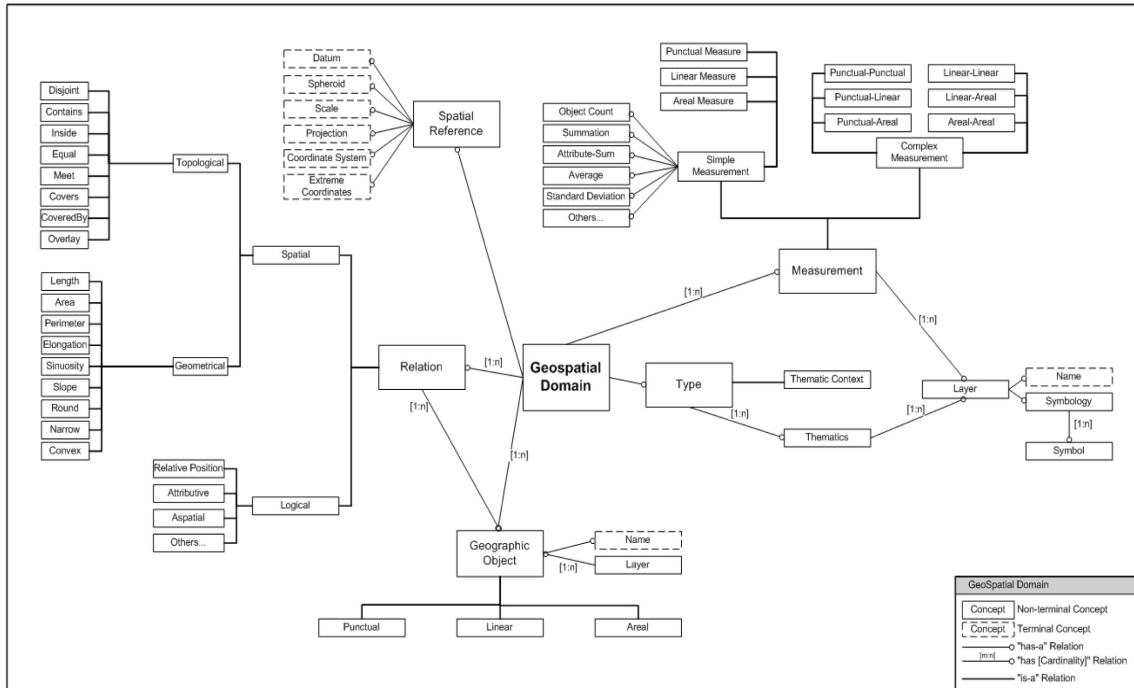 Datum
Spheroid
Scale
Projection
Coordinate System
Extreme
Coordinates
Spatial
Reference
Disjoint
Contains
Inside
Equal
Meet
Covers
CoveredBy
Overlay
Topological
Spatial
Length
Area
Perimeter
Elongation
Sinuosity
Slope
Round
Narrow
Convex
Geometrical
Relative Position
Attributive
Aspatial
Others...
Logical
Relation
[1:n]
[1:n]
Geospatial
Domain
[1:n]
Punctual Measure
Linear Measure
Areal Measure
Object Count
Summation
Attribute-Sum
Average
Standard Deviation
Others...
Simple
Measurement
Punctual-Punctual
Punctual-Linear
Punctual-Areal
Linear-Linear
Linear-Areal
Areal-Areal
Complex
Measurement
Measurement
[1:n]
[1:n]
Type
Thematic Context
[1:n]
Thematics
[1:n]
Layer
Name
Symbology
[1:n]
Symbol
Geographic
Object
Name
[1:n]
Layer
Punctual
Linear
Areal
GeoSpatial Domain
Concept Non-terminal Concept
Concept Terminal Concept
"has-a" Relation
[m:n] "has [Cardinality]" Relation
"is-a" Relation